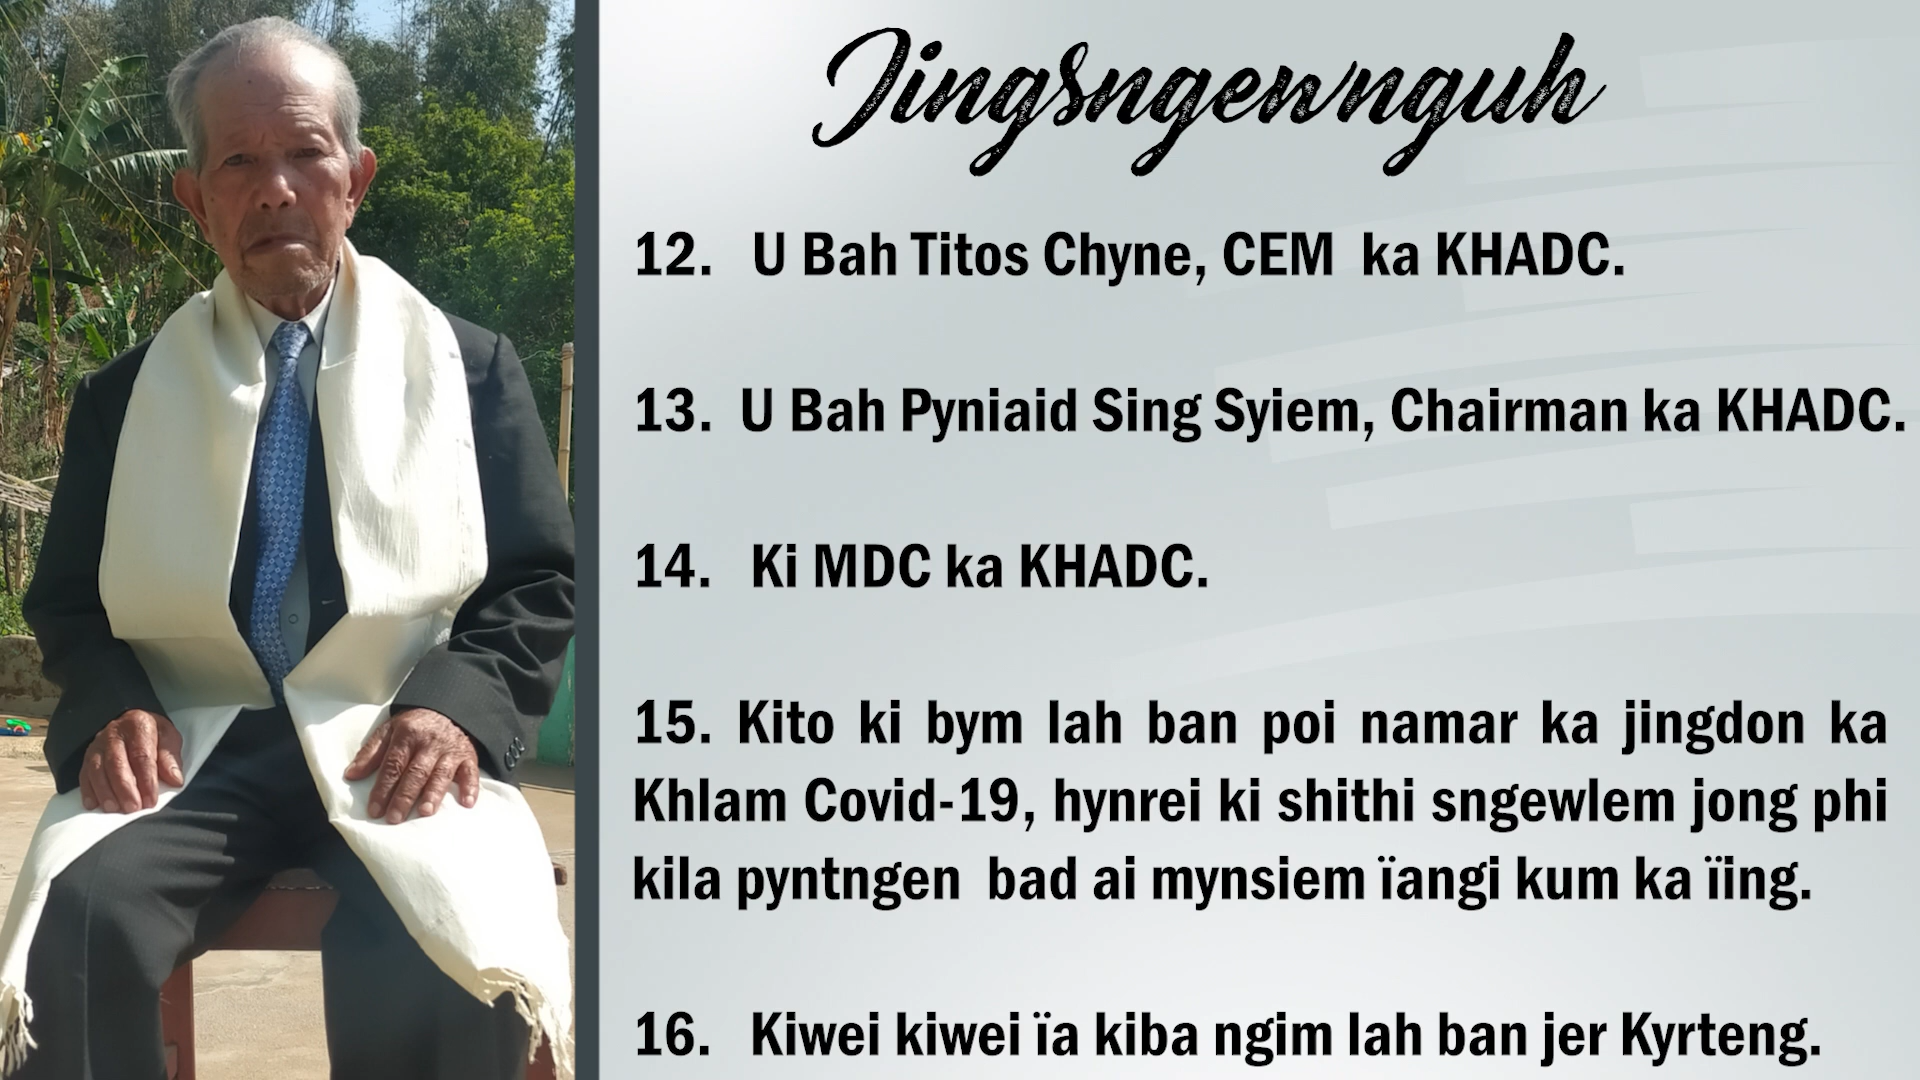 Jingsngewnguh
12. U Bah Titos Chyne, CEM ka KHADC.
13. U Bah Pyniaid Sing Syiem, Chairman ka KHADC.
14. Ki MDC ka KHADC.
15. Kito ki bym lah ban poi namar ka jingdon ka
Khlam Covid-19, hynrei ki shithi sngewlem jong phi
kila pyntngen bad ai mynsiem ïangi kum ka ïing.
16. Kiwei kiwei ïa kiba ngim lah ban jer Kyrteng.